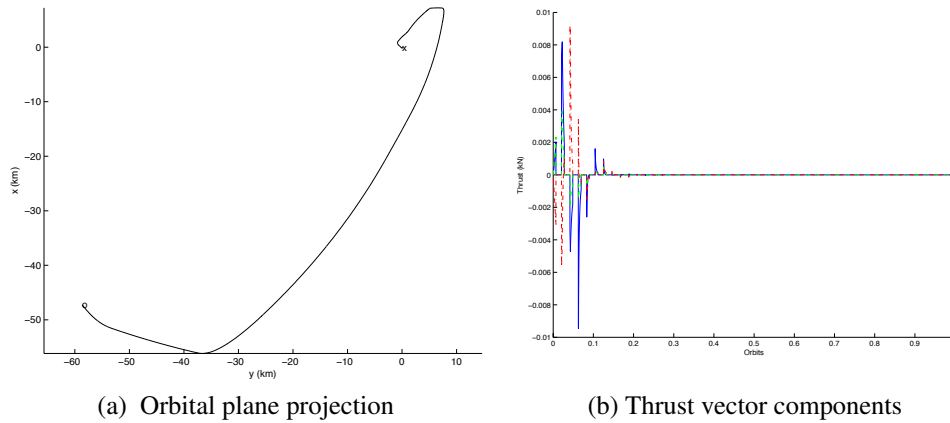 0
−10
−20
−30
−40
−50
x (km)
o
x
−60 −50 −40 −30 −20 −10 0 10
y (km)
(a) Orbital plane projection
0.01
0.008
0.006
0.004
0.002
0
−0.002
−0.004
−0.006
−0.008
−0.01
Thrust (kN)
0 0.1 0.2 0.3 0.4 0.5 0.6 0.7 0.8 0.9
Orbits
(b) Thrust vector components